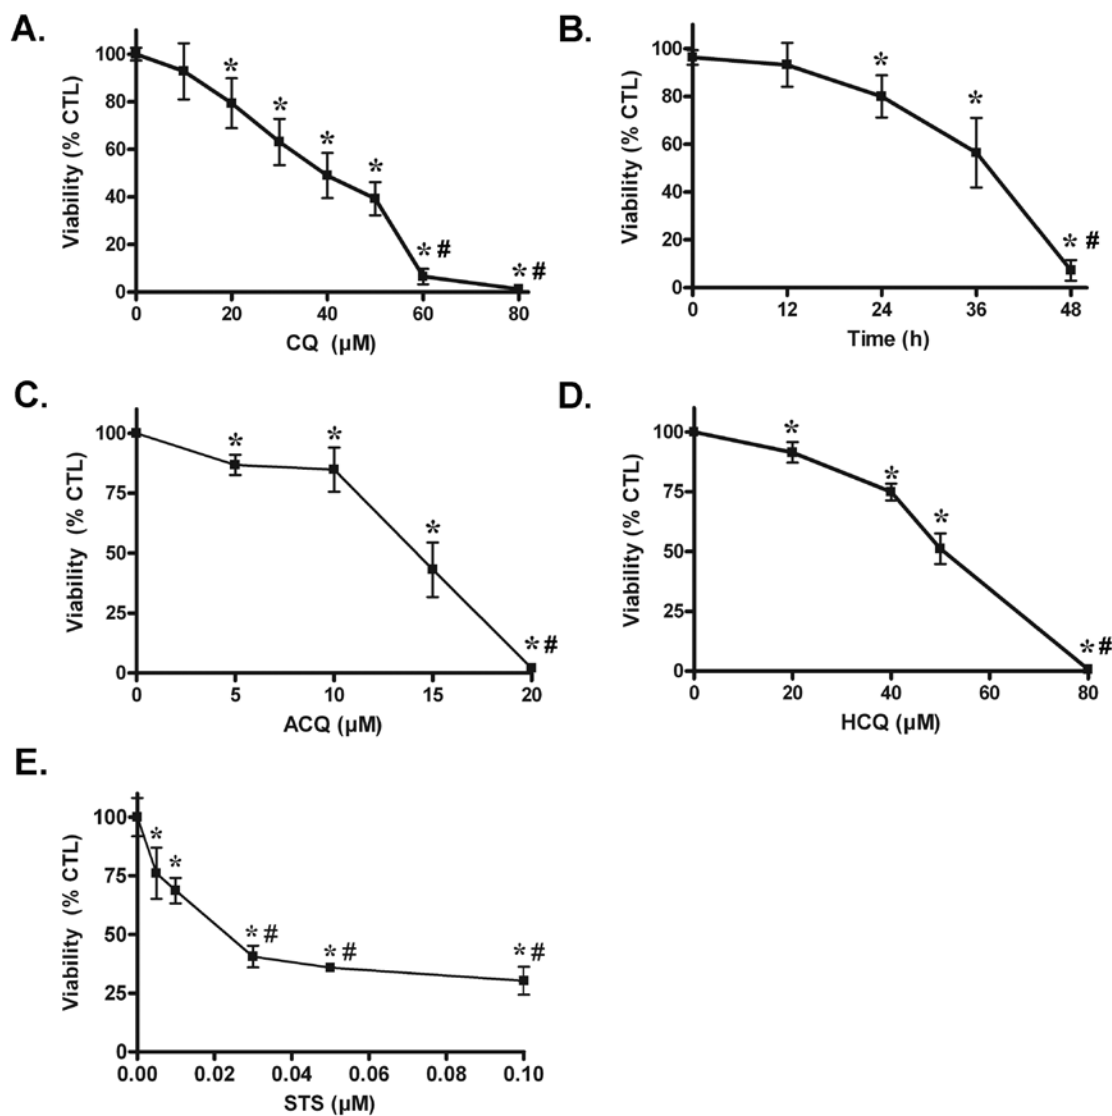 A.
Viability (% CTL)
100
80
60
40
20
0
* * * * * * # * #
0 20 40 60 80
CQ (µM)
B.
Viability (% CTL)
100
80
60
40
20
0
* * * #
0 12 24 36 48
Time (h)
C.
Viability (% CTL)
100
75
50
25
0
* * * * #
0 5 10 15 20
ACQ (µM)
D.
Viability (% CTL)
100
75
50
25
0
* * * * #
0 20 40 60 80
HCQ (µM)
E.
Viability (% CTL)
100
75
50
25
0
* * * # * # * #
0.00 0.02 0.04 0.06 0.08 0.10
STS (µM)